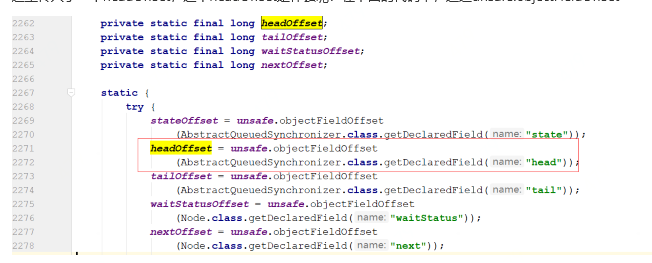 2262 private static final long headOffset;
2263 private static final long tailOffset;
2264 private static final long waitStatusOffset;
2265 private static final long nextOffset;
2266
2267 static {
2268 try {
2269 stateOffset = unsafe.objectFieldOffset
2270 (AbstractQueuedSynchronizer.class.getDeclaredField( name: "state"));
2271 headOffset = unsafe.objectFieldOffset
2272 (AbstractQueuedSynchronizer.class.getDeclaredField( name: "head"));
2273 tailOffset = unsafe.objectFieldOffset
2274 (AbstractQueuedSynchronizer.class.getDeclaredField( name: "tail"));
2275 waitStatusOffset = unsafe.objectFieldOffset
2276 (Node.class.getDeclaredField( name: "waitStatus"));
2277 nextOffset = unsafe.objectFieldOffset
2278 (Node.class.getDeclaredField( name: "next"));